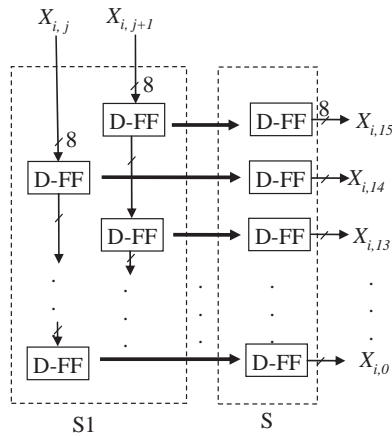 X_{i, j} X_{i, j+1}
8
D-FF D-FF 8 X_{i,15}
8
D-FF D-FF X_{i,14}
D-FF D-FF X_{i,13}
D-FF D-FF X_{i,0}
S1 S